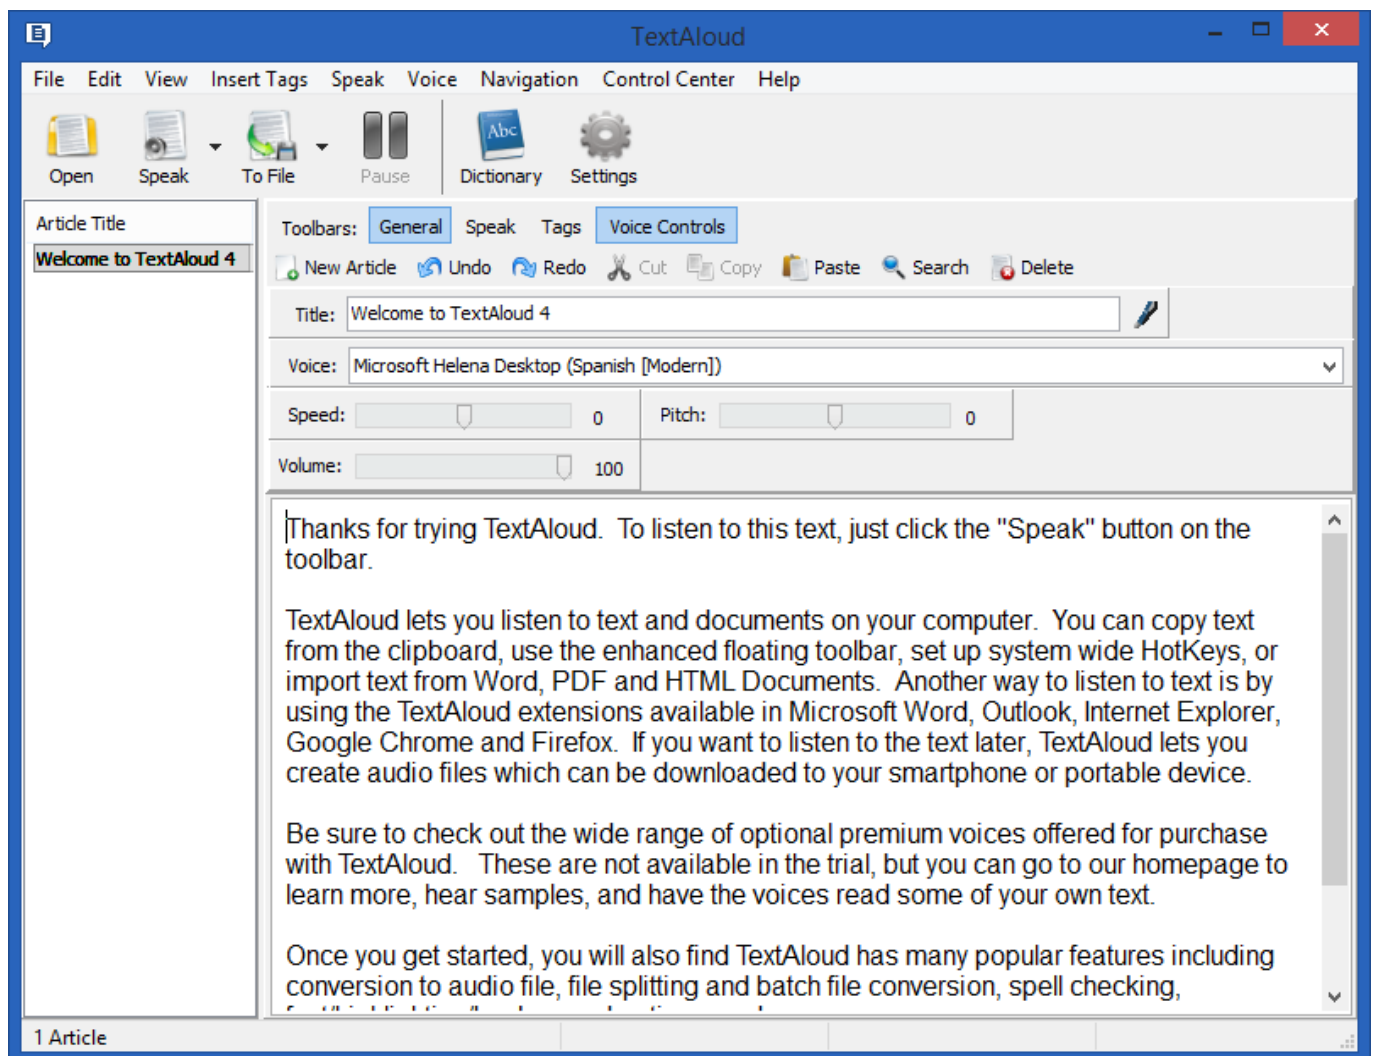 TextAloud
File Edit View Insert Tags Speak Voice Navigation Control Center Help
Abc
Open Speak To File Pause Dictionary Settings
Article Title
Welcome to TextAloud 4
Toolbars: General Speak Tags Voice Controls
New Article Undo Redo Cut Copy Paste Search Delete
Title: Welcome to TextAloud 4
Voice: Microsoft Helena Desktop (Spanish [Modern])
Speed: 0 Pitch: 0
Volume: 100
Thanks for trying TextAloud.  To listen to this text, just click the "Speak" button on the
toolbar.
TextAloud lets you listen to text and documents on your computer.  You can copy text
from the clipboard, use the enhanced floating toolbar, set up system wide HotKeys, or
import text from Word, PDF and HTML Documents.  Another way to listen to text is by
using the TextAloud extensions available in Microsoft Word, Outlook, Internet Explorer,
Google Chrome and Firefox.  If you want to listen to the text later, TextAloud lets you
create audio files which can be downloaded to your smartphone or portable device.
Be sure to check out the wide range of optional premium voices offered for purchase
with TextAloud.   These are not available in the trial, but you can go to our homepage to
learn more, hear samples, and have the voices read some of your own text.
Once you get started, you will also find TextAloud has many popular features including
conversion to audio file, file splitting and batch file conversion, spell checking,
1 Article